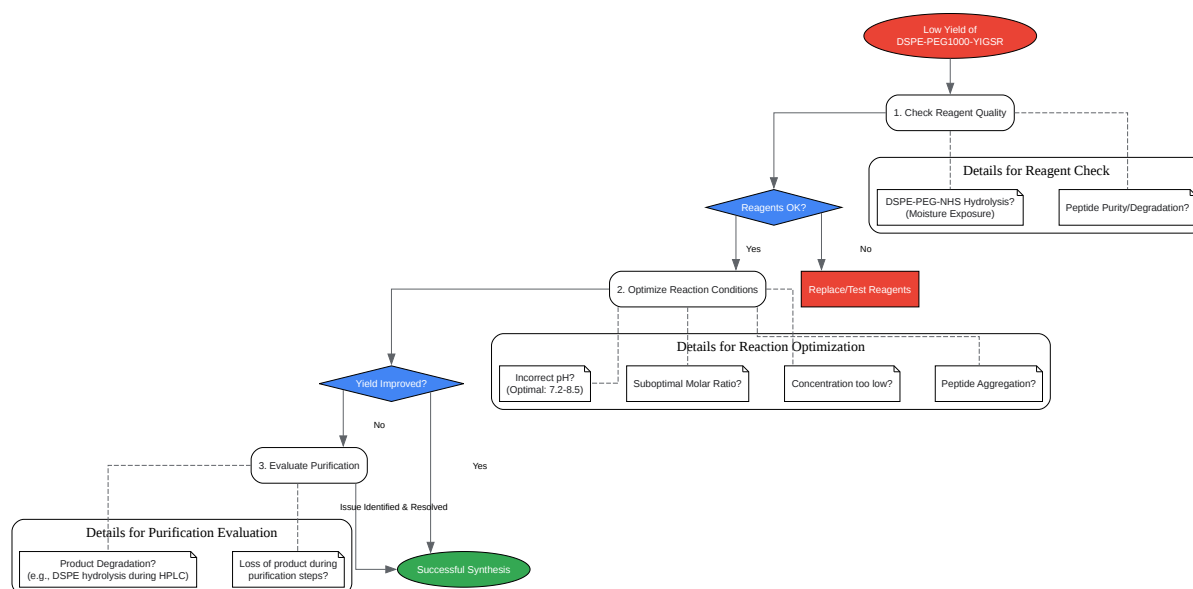 Low Yield of
DSPE-PEG1000-YIGSR
1. Check Reagent Quality
Details for Reagent Check
DSPE-PEG-NHS Hydrolysis?
(Moisture Exposure)
Peptide Purity/Degradation?
Reagents OK?
Yes
No
2. Optimize Reaction Conditions
Replace/Test Reagents
Details for Reaction Optimization
Incorrect pH?
(Optimal: 7.2-8.5)
Suboptimal Molar Ratio?
Concentration too low?
Peptide Aggregation?
Yield Improved?
No
Yes
3. Evaluate Purification
Issue Identified & Resolved
Details for Purification Evaluation
Product Degradation?
(e.g., DSPE hydrolysis during HPLC)
Loss of product during
purification steps?
Successful Synthesis